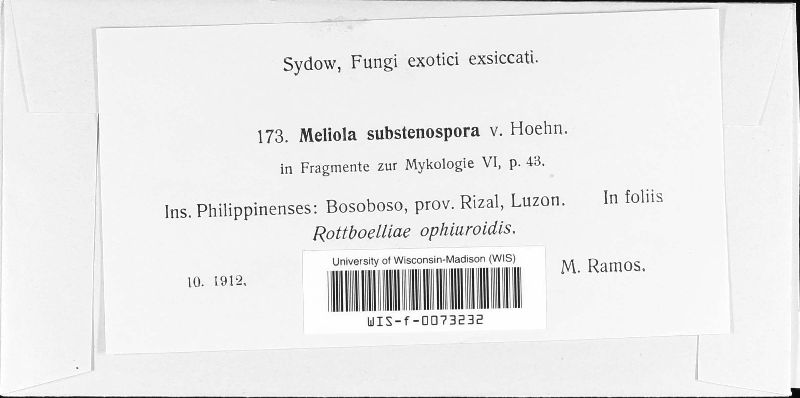 Sydow, Fungi exotici exsiccati.
173. Meliola substenospora v. Hoehn.
in Fragmente zur Mykologie VI, p. 43.
Ins. Philippinenses: Bosoboso, prov. Rizal, Luzon. In foliis
Rottboelliae ophiuroidis.
10. 1912. M. Ramos.
University of Wisconsin-Madison (WIS)
WIS-f-0073232